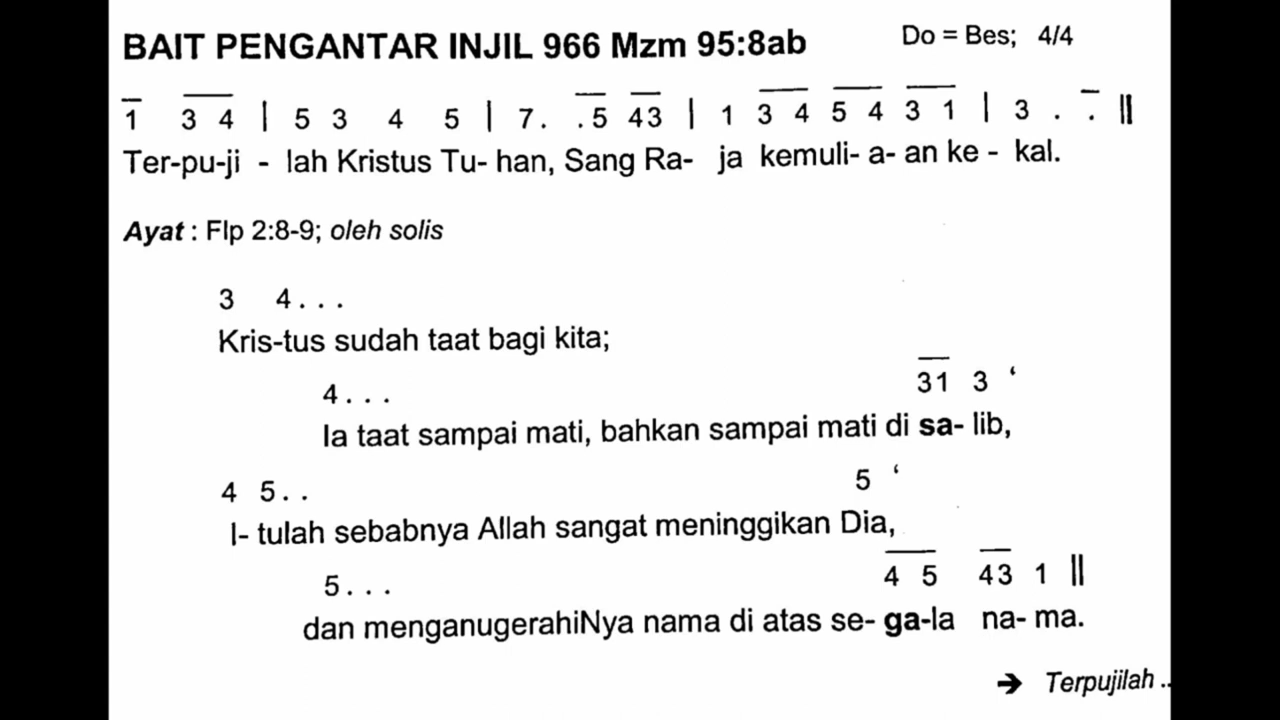 BAIT PENGANTAR INJIL 966 Mzm 95:8ab Do = Bes; 4/4
1 3 4 | 5 3 4 5 | 7 . . 5 43 | 1 3 4 5 4 3 1 | 3 . . ||
Ter-pu-ji - lah Kristus Tu- han, Sang Ra- ja kemuli- a- an ke - kal.
Ayat : Flp 2:8-9; oleh solis
3 4 . . .
Kris-tus sudah taat bagi kita;
4 . . . 31 3 ‘
Ia taat sampai mati, bahkan sampai mati di sa- lib,
4 5 . . 5 ‘
I- tulah sebabnya Allah sangat meninggikan Dia,
5 . . . 4 5 43 1 ||
dan menganugerahiNya nama di atas se- ga-la na- ma.
➔ Terpujilah ..